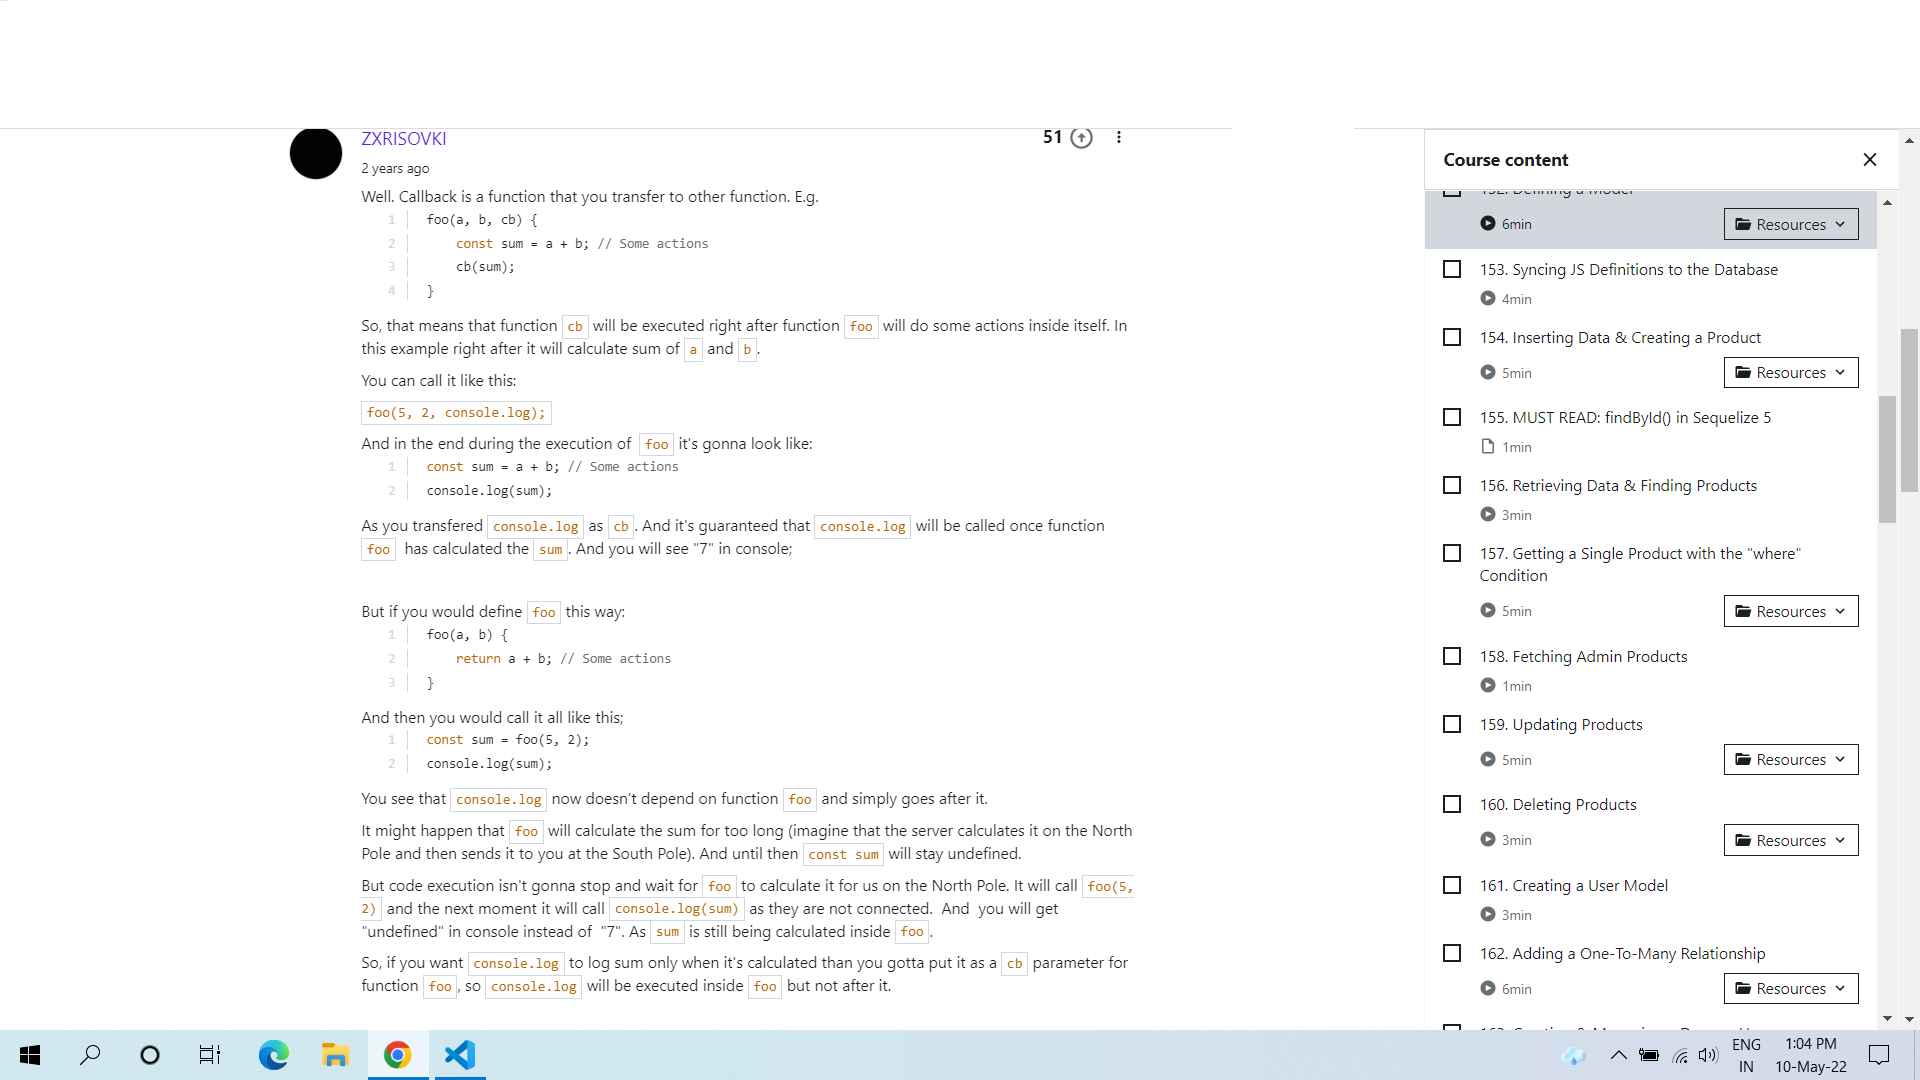 ZXRISOVKI
51
2 years ago
Well. Callback is a function that you transfer to other function. E.g.
1 foo(a, b, cb) {
2 const sum = a + b; // Some actions
3 cb(sum);
4 }
So, that means that function cb will be executed right after function foo will do some actions inside itself. In
this example right after it will calculate sum of a and b.
You can call it like this:
foo(5, 2, console.log);
And in the end during the execution of foo it's gonna look like:
1 const sum = a + b; // Some actions
2 console.log(sum);
As you transfered console.log as cb. And it's guaranteed that console.log will be called once function
foo has calculated the sum. And you will see "7" in console;
But if you would define foo this way:
1 foo(a, b) {
2 return a + b; // Some actions
3 }
And then you would call it all like this;
1 const sum = foo(5, 2);
2 console.log(sum);
You see that console.log now doesn't depend on function foo and simply goes after it.
It might happen that foo will calculate the sum for too long (imagine that the server calculates it on the North
Pole and then sends it to you at the South Pole). And until then const sum will stay undefined.
But code execution isn't gonna stop and wait for foo to calculate it for us on the North Pole. It will call foo(5,
2) and the next moment it will call console.log(sum) as they are not connected. And you will get
"undefined" in console instead of "7". As sum is still being calculated inside foo.
So, if you want console.log to log sum only when it's calculated than you gotta put it as a cb parameter for
function foo, so console.log will be executed inside foo but not after it.
Course content
152. Defining a Model
6min
Resources
153. Syncing JS Definitions to the Database
4min
154. Inserting Data & Creating a Product
5min
Resources
155. MUST READ: findById() in Sequelize 5
1min
156. Retrieving Data & Finding Products
3min
157. Getting a Single Product with the "where"
Condition
5min
Resources
158. Fetching Admin Products
1min
159. Updating Products
5min
Resources
160. Deleting Products
3min
Resources
161. Creating a User Model
3min
162. Adding a One-To-Many Relationship
6min
Resources
ENG
IN
1:04 PM
10-May-22